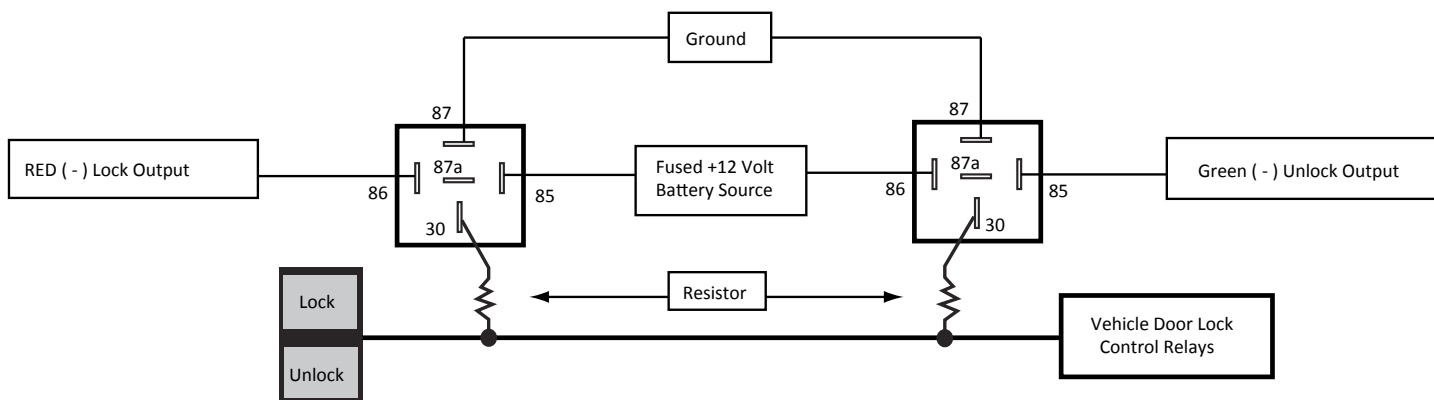 Ground
87
87
RED ( - ) Lock Output
87a
86
85
Fused +12 Volt
Battery Source
87a
86
85
Green ( - ) Unlock Output
30
30
Lock
Resistor
Vehicle Door Lock
Control Relays
Unlock